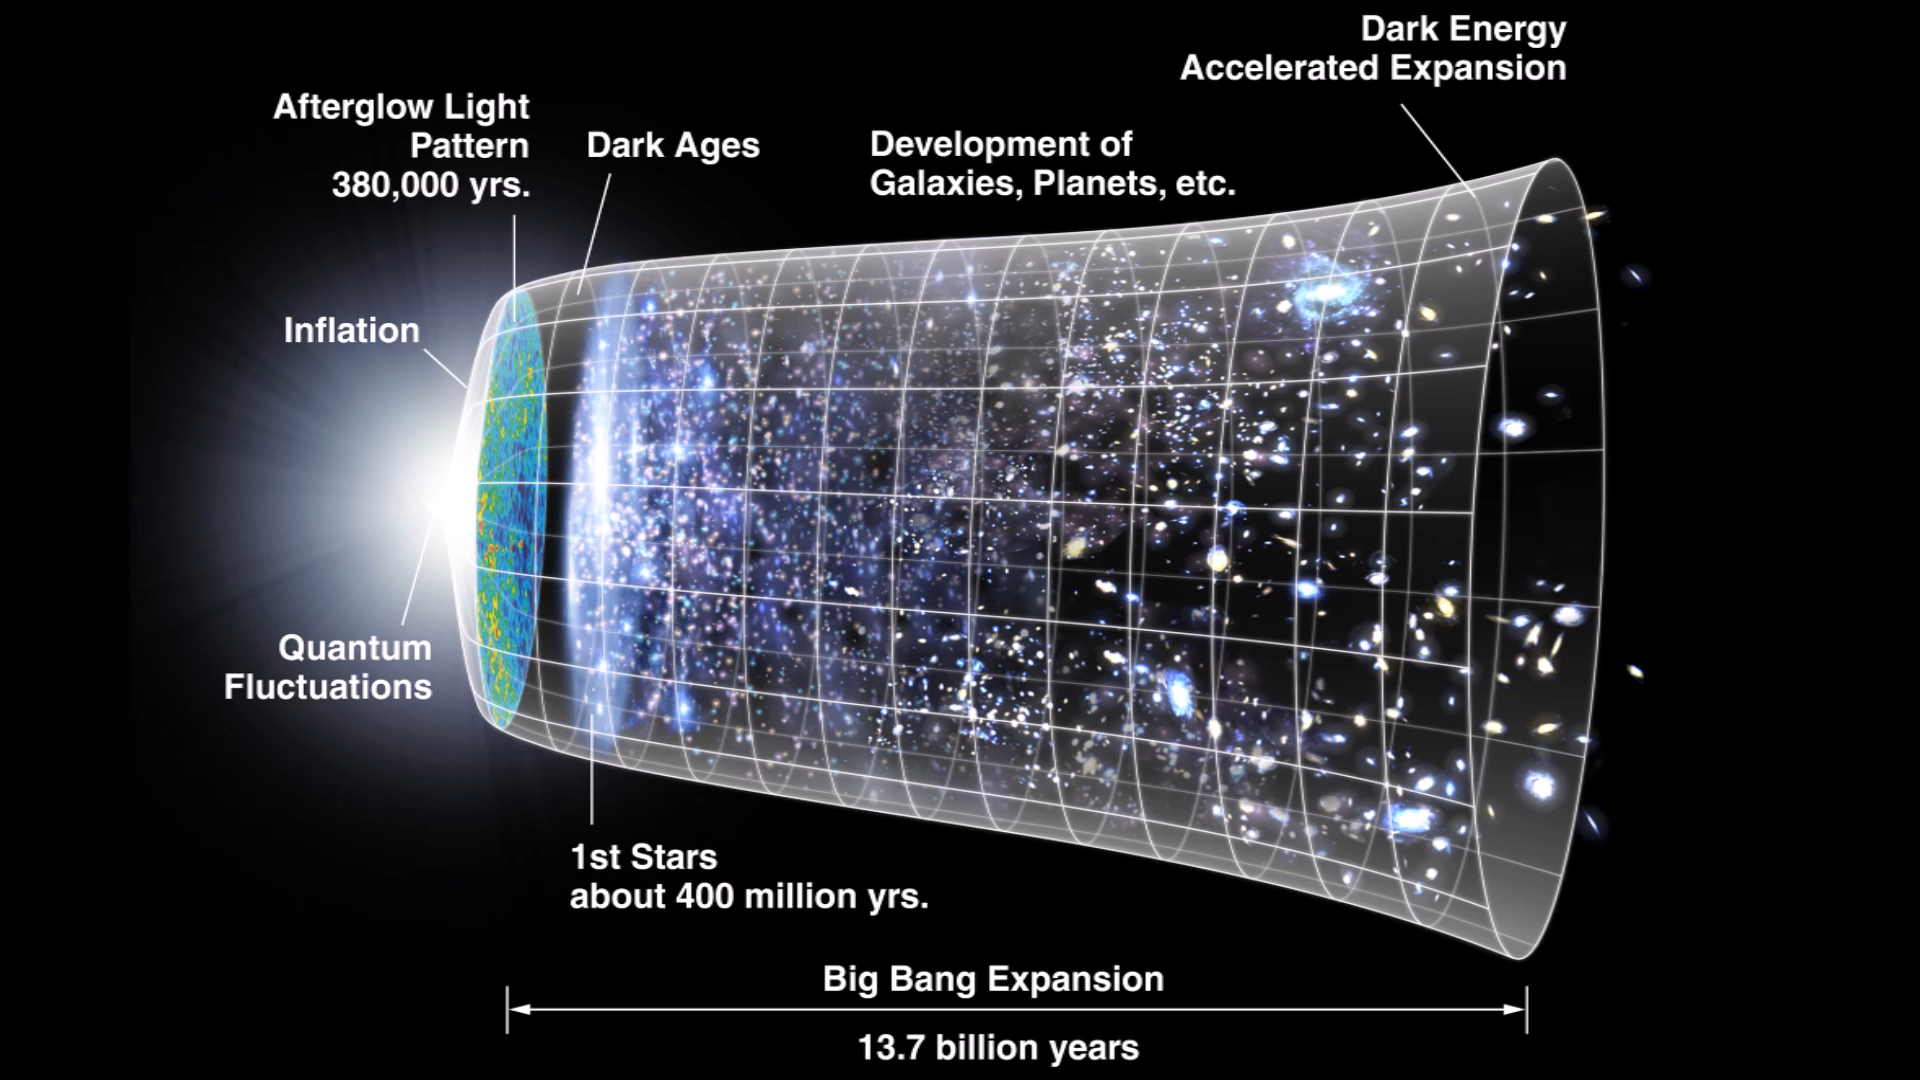 Dark Energy
Accelerated Expansion
Afterglow Light
Pattern
380,000 yrs.
Dark Ages
Development of
Galaxies, Planets, etc.
Inflation
Quantum
Fluctuations
1st Stars
about 400 million yrs.
Big Bang Expansion
13.7 billion years